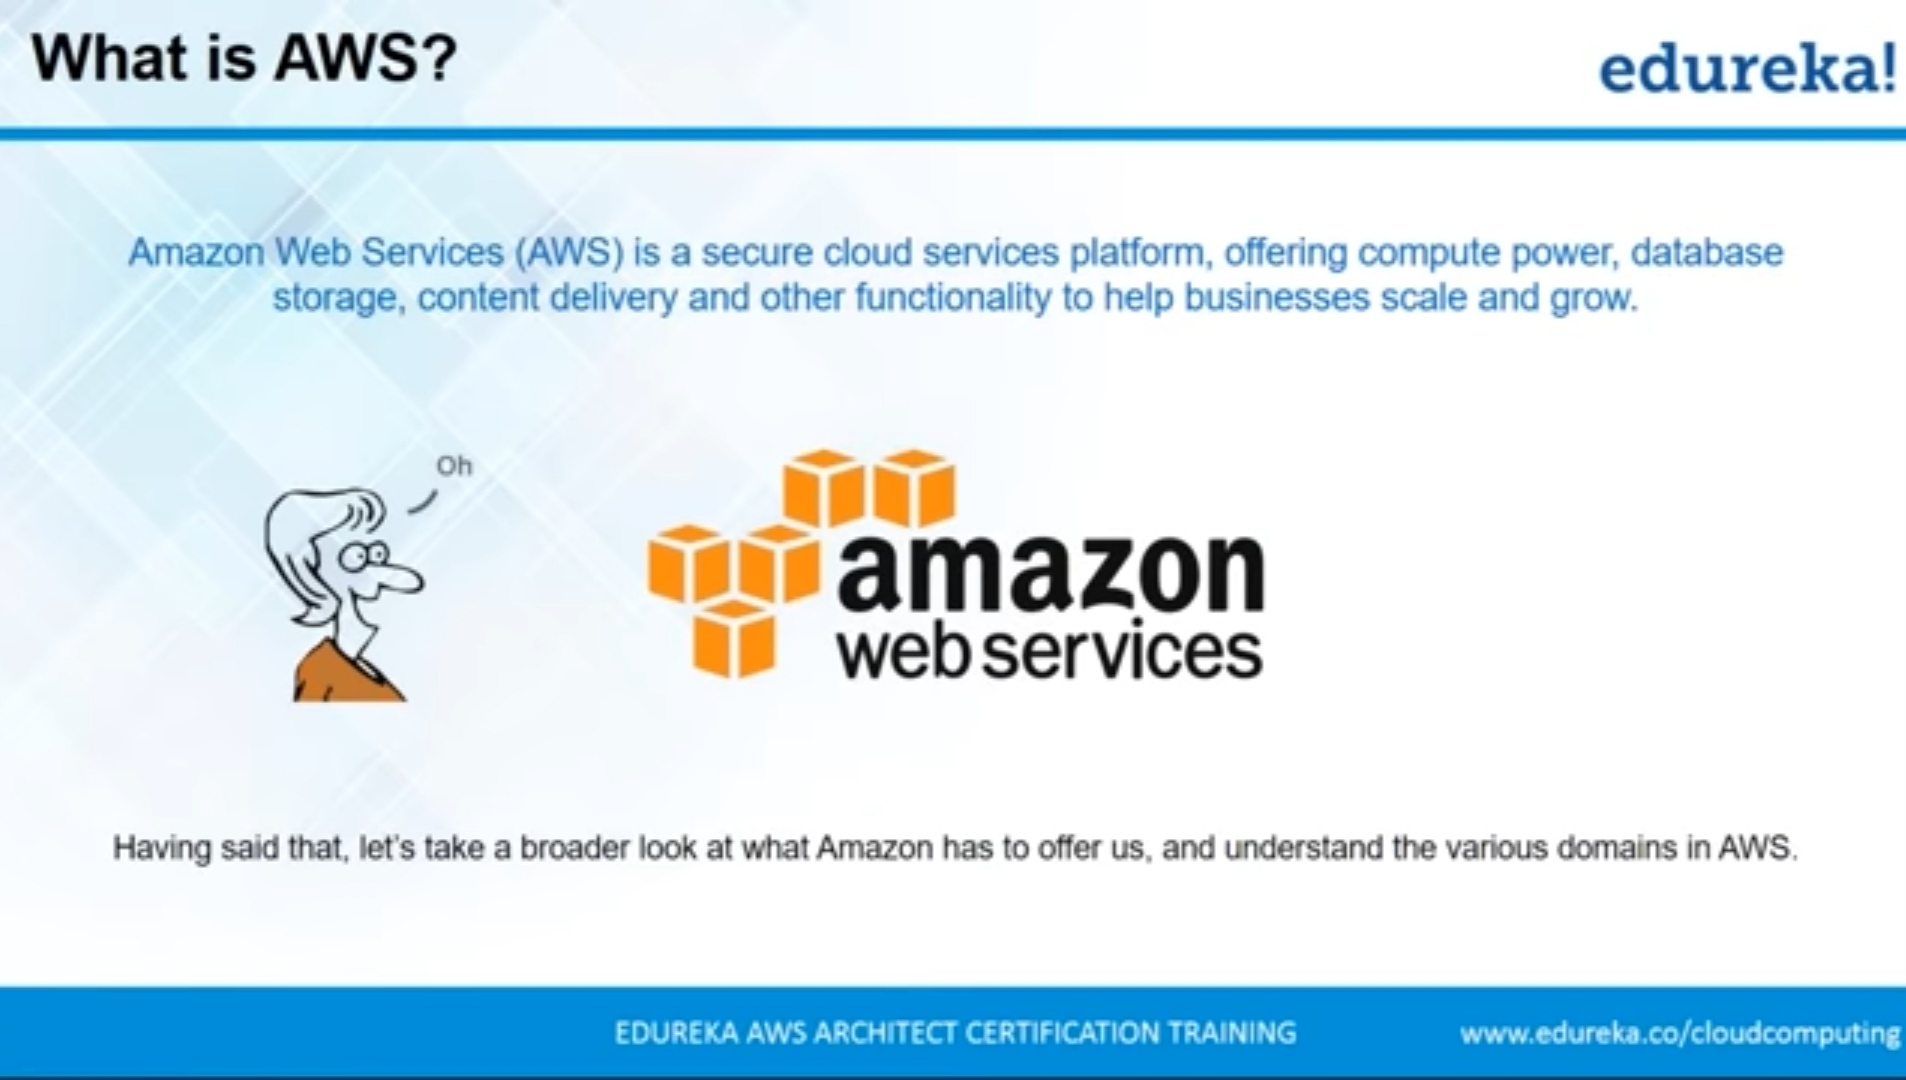 What is AWS?
edureka!
Amazon Web Services (AWS) is a secure cloud services platform, offering compute power, database
storage, content delivery and other functionality to help businesses scale and grow.
Oh
amazon
web services
Having said that, let's take a broader look at what Amazon has to offer us, and understand the various domains in AWS.
EDUREKA AWS ARCHITECT CERTIFICATION TRAINING
www.edureka.co/cloudcomputing